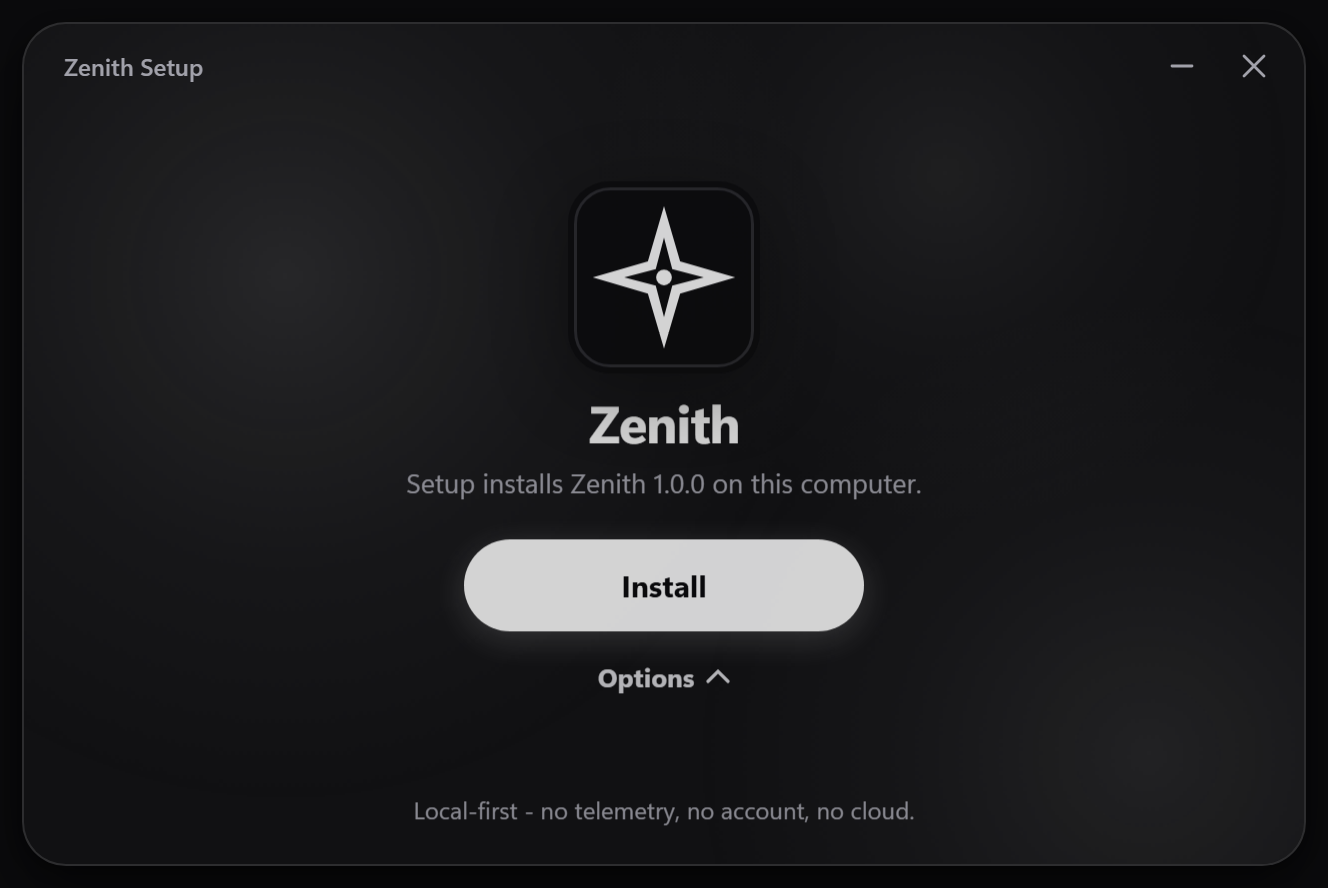 Zenith Setup
Zenith
Setup installs Zenith 1.0.0 on this computer.
Install
Options
Local-first - no telemetry, no account, no cloud.